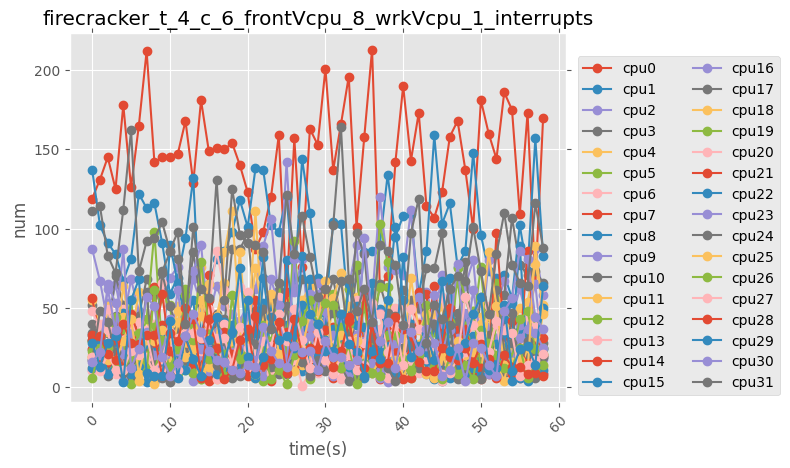 firecracker_t_4_c_6_frontVcpu_8_wrkVcpu_1_interrupts
num
200
150
100
50
0
0
10
20
30
40
50
60
time(s)
cpu0
cpu1
cpu2
cpu3
cpu4
cpu5
cpu6
cpu7
cpu8
cpu9
cpu10
cpu11
cpu12
cpu13
cpu14
cpu15
cpu16
cpu17
cpu18
cpu19
cpu20
cpu21
cpu22
cpu23
cpu24
cpu25
cpu26
cpu27
cpu28
cpu29
cpu30
cpu31